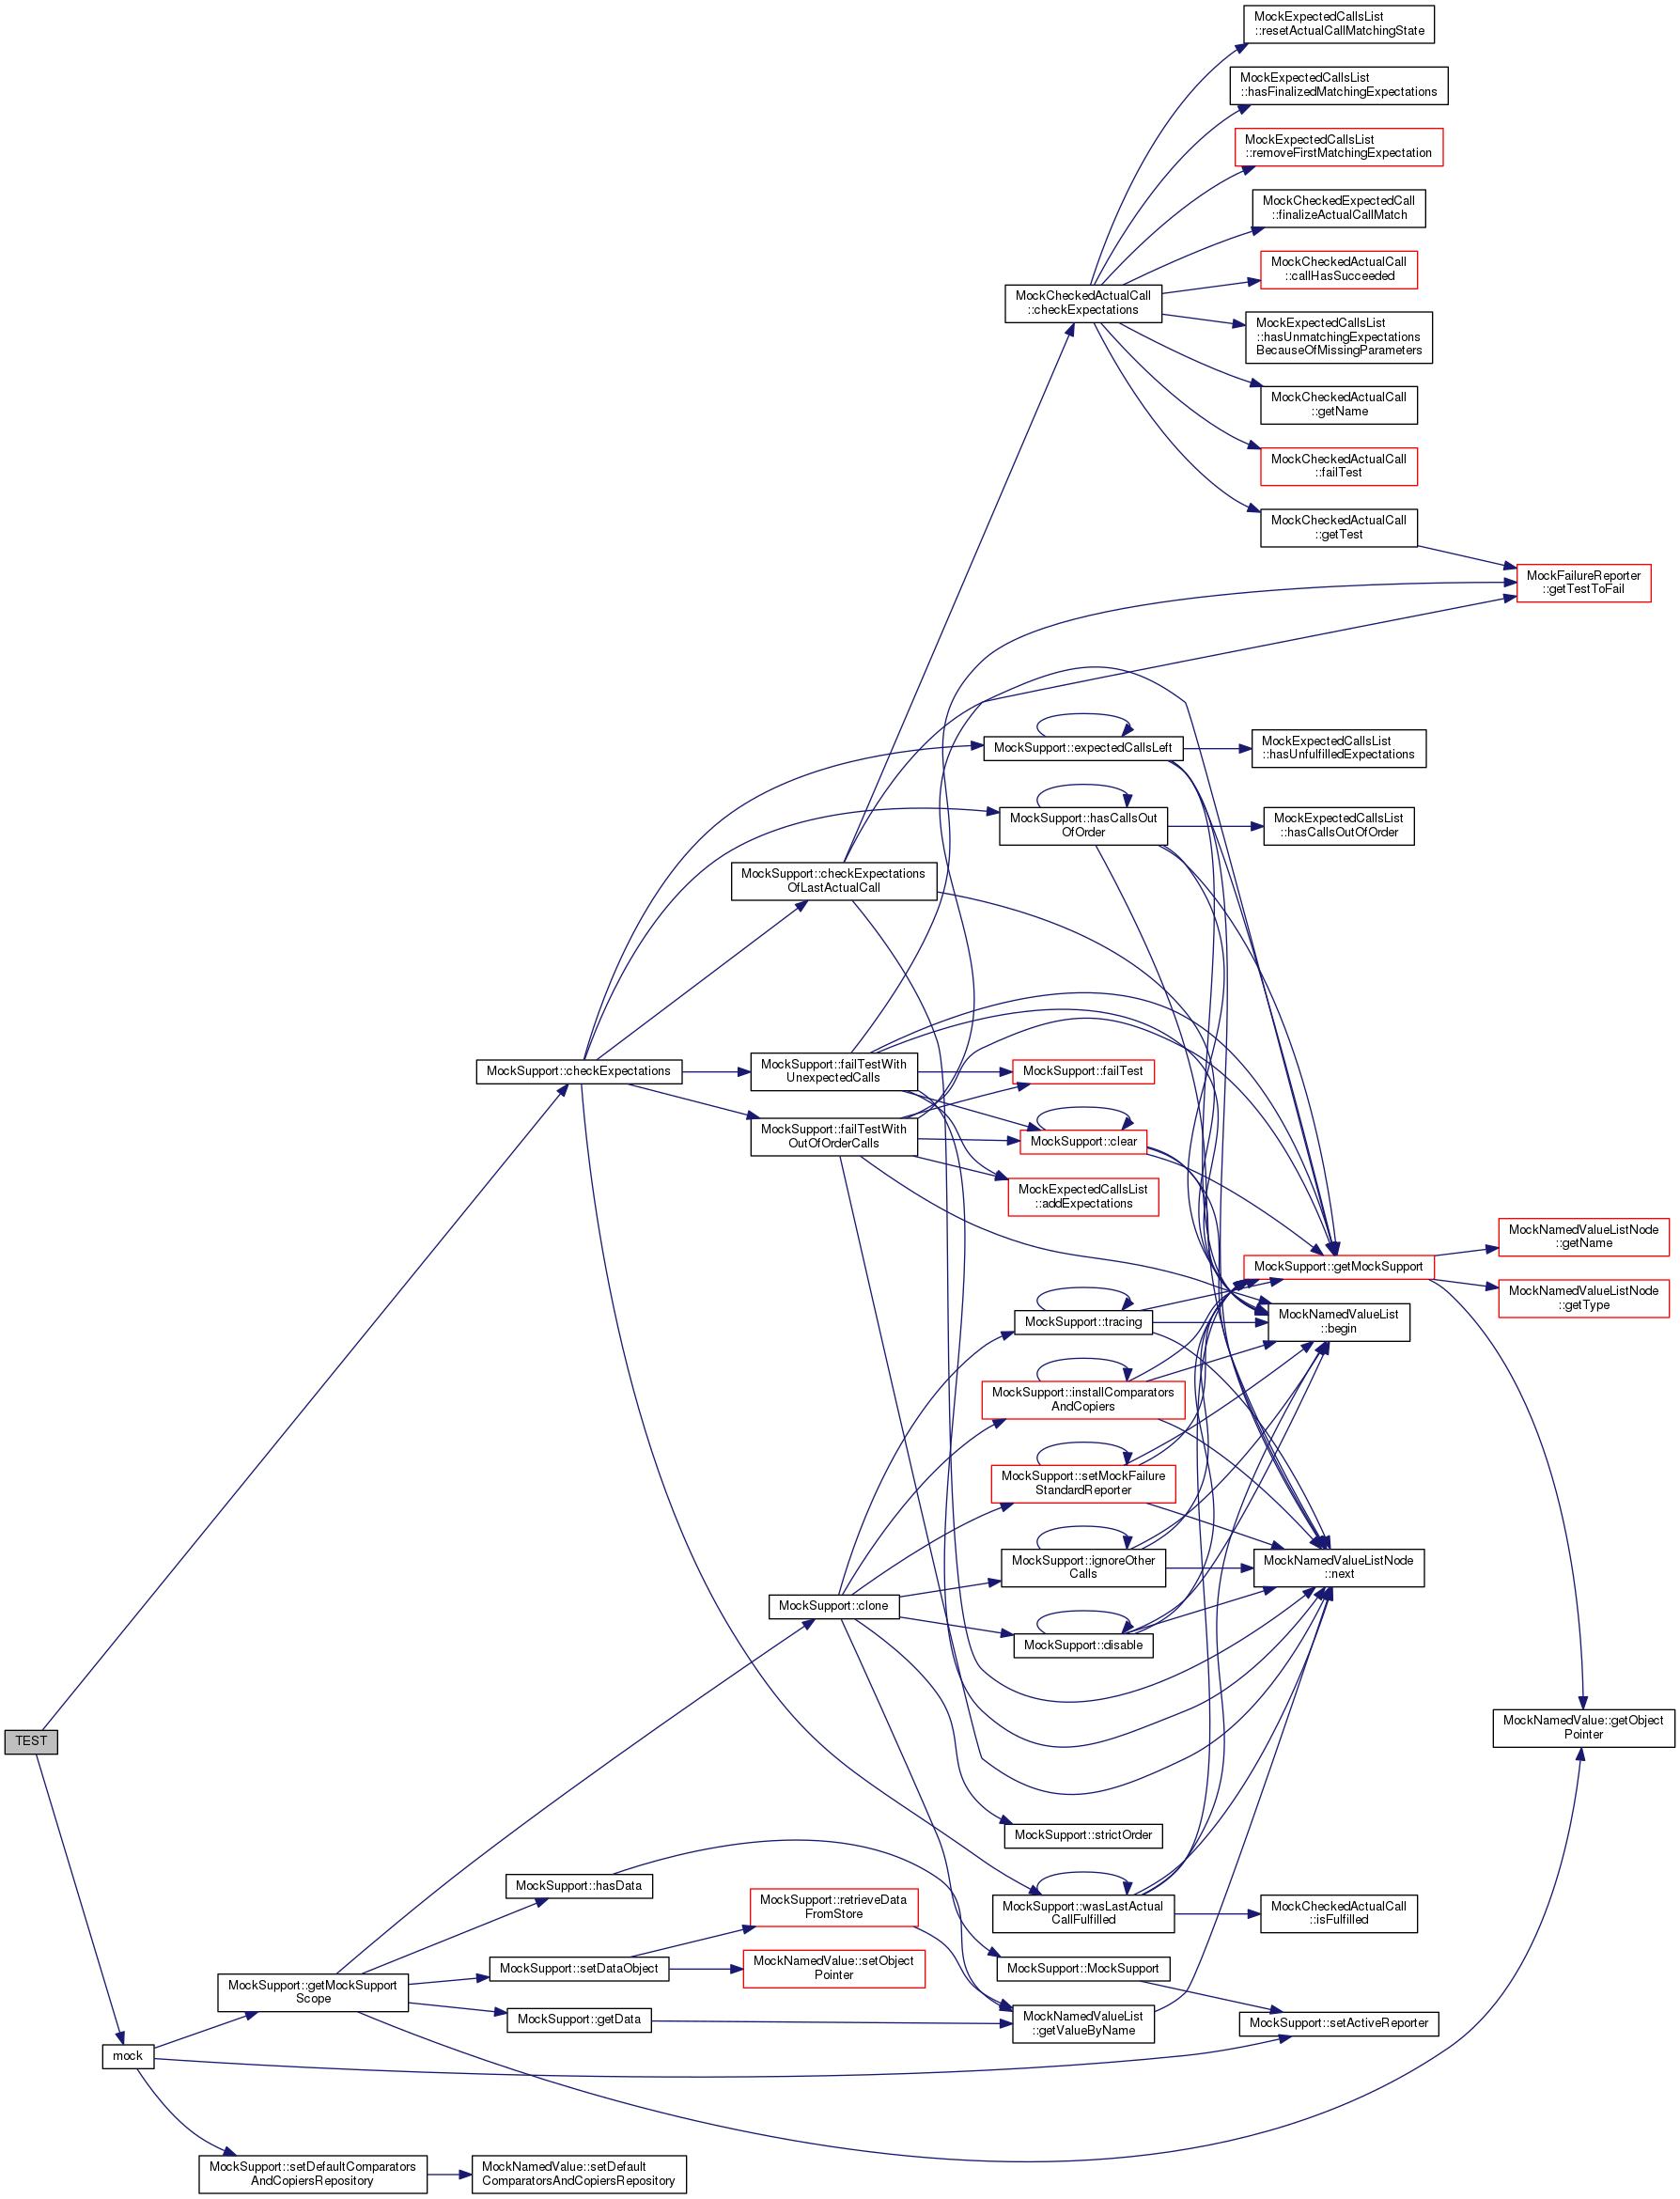 MockExpectedCallsList
::resetActualCallMatchingState
MockExpectedCallsList
::hasFinalizedMatchingExpectations
MockExpectedCallsList
::removeFirstMatchingExpectation
MockCheckedExpectedCall
::finalizeActualCallMatch
MockCheckedActualCall
::callHasSucceeded
MockCheckedActualCall
::checkExpectations
MockExpectedCallsList
::hasUnmatchingExpectations
BecauseOfMissingParameters
MockCheckedActualCall
::getName
MockCheckedActualCall
::failTest
MockCheckedActualCall
::getTest
MockFailureReporter
::getTestToFail
MockSupport::expectedCallsLeft
MockExpectedCallsList
::hasUnfulfilledExpectations
MockSupport::hasCallsOut
OfOrder
MockExpectedCallsList
::hasCallsOutOfOrder
MockSupport::checkExpectations
OfLastActualCall
MockSupport::checkExpectations
MockSupport::failTestWith
UnexpectedCalls
MockSupport::failTest
MockSupport::failTestWith
OutOfOrderCalls
MockSupport::clear
MockExpectedCallsList
::addExpectations
MockSupport::getMockSupport
MockNamedValueListNode
::getName
MockNamedValueListNode
::getType
MockSupport::tracing
MockNamedValueList
::begin
MockSupport::installComparators
AndCopiers
MockSupport::setMockFailure
StandardReporter
MockSupport::ignoreOther
Calls
MockNamedValueListNode
::next
MockSupport::clone
MockSupport::disable
TEST
MockNamedValue::getObject
Pointer
MockSupport::strictOrder
MockSupport::hasData
MockSupport::retrieveData
FromStore
MockSupport::wasLastActual
CallFulfilled
MockCheckedActualCall
::isFulfilled
MockSupport::getMockSupport
Scope
MockSupport::setDataObject
MockNamedValue::setObject
Pointer
MockSupport::MockSupport
MockSupport::getData
MockNamedValueList
::getValueByName
MockSupport::setActiveReporter
mock
MockSupport::setDefaultComparators
AndCopiersRepository
MockNamedValue::setDefault
ComparatorsAndCopiersRepository